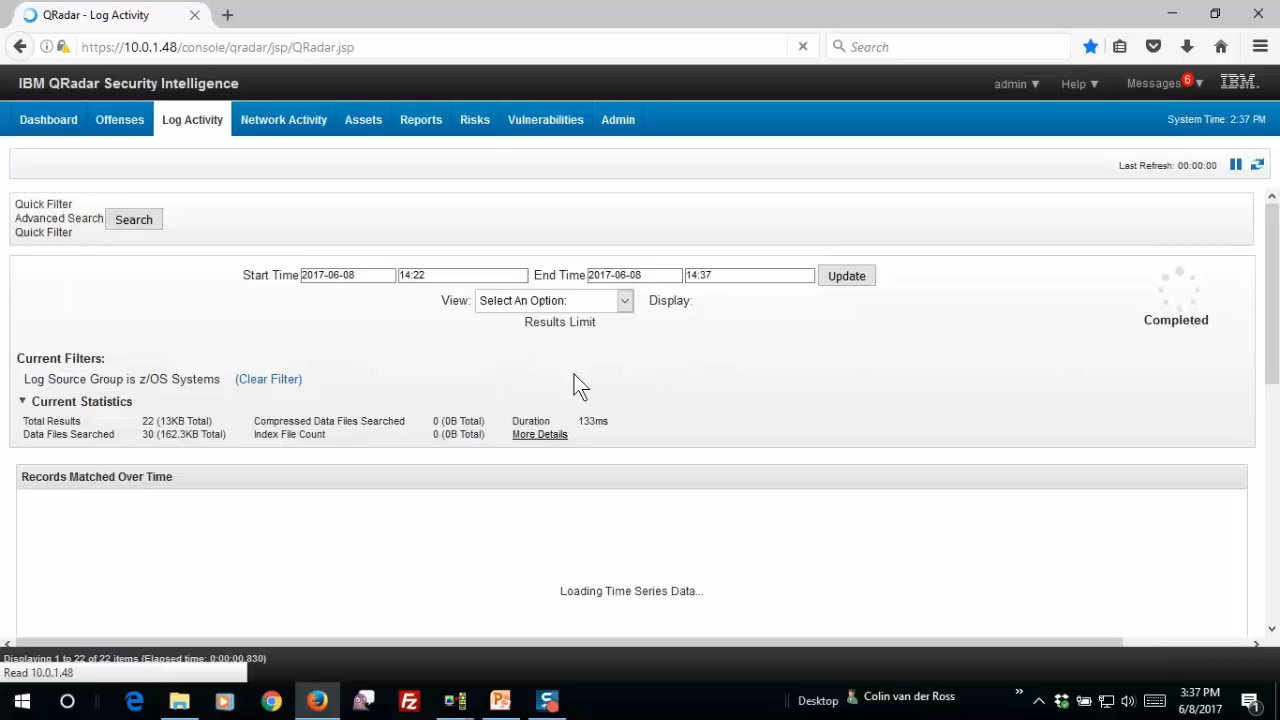 QRadar - Log Activity
https://10.0.1.48/console/qradar/jsp/QRadar.jsp
Search
IBM QRadar Security Intelligence
admin ▼
Help ▼
Messages 6 ▼
IBM.
Dashboard
Offenses
Log Activity
Network Activity
Assets
Reports
Risks
Vulnerabilities
Admin
System Time: 2:37 PM
Last Refresh: 00:00:00
Quick Filter
Advanced Search
Quick Filter
Search
Start Time 2017-06-08 14:22 End Time 2017-06-08 14:37 Update
View: Select An Option: Display:
Results Limit
Completed
Current Filters:
Log Source Group is z/OS Systems (Clear Filter)
Current Statistics
Total Results 22 (13KB Total) Compressed Data Files Searched 0 (0B Total) Duration 133ms
Data Files Searched 30 (162.3KB Total) Index File Count 0 (0B Total) More Details
Records Matched Over Time
Loading Time Series Data...
Displaying 1 to 22 of 22 items (Elapsed time: 0:00:00.830)
Read 10.0.1.48
Desktop
Colin van der Ross
3:37 PM
6/8/2017
1